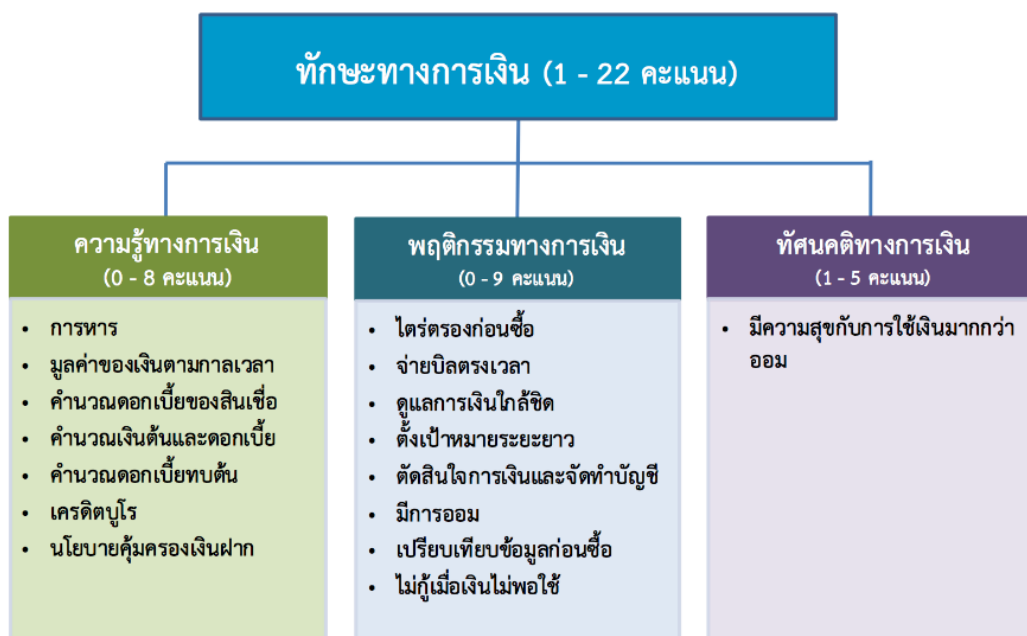 ทักษะทางการเงิน (1 - 22 คะแนน)
ความรู้ทางการเงิน
(0 - 8 คะแนน)
• การหาร
• มูลค่าของเงินตามกาลเวลา
• คำนวณดอกเบี้ยของสินเชื่อ
• คำนวณเงินต้นและดอกเบี้ย
• คำนวณดอกเบี้ยทบต้น
• เครดิตบูโร
• นโยบายคุ้มครองเงินฝาก
พฤติกรรมทางการเงิน
(0 - 9 คะแนน)
• ไตร่ตรองก่อนซื้อ
• จ่ายบิลตรงเวลา
• ดูแลการเงินใกล้ชิด
• ตั้งเป้าหมายระยะยาว
• ตัดสินใจการเงินและจัดทำบัญชี
• มีการออม
• เปรียบเทียบข้อมูลก่อนซื้อ
• ไม่กู้เมื่อเงินไม่พอใช้
ทัศนคติทางการเงิน
(1 - 5 คะแนน)
• มีความสุขกับการใช้เงินมากกว่า
ออม